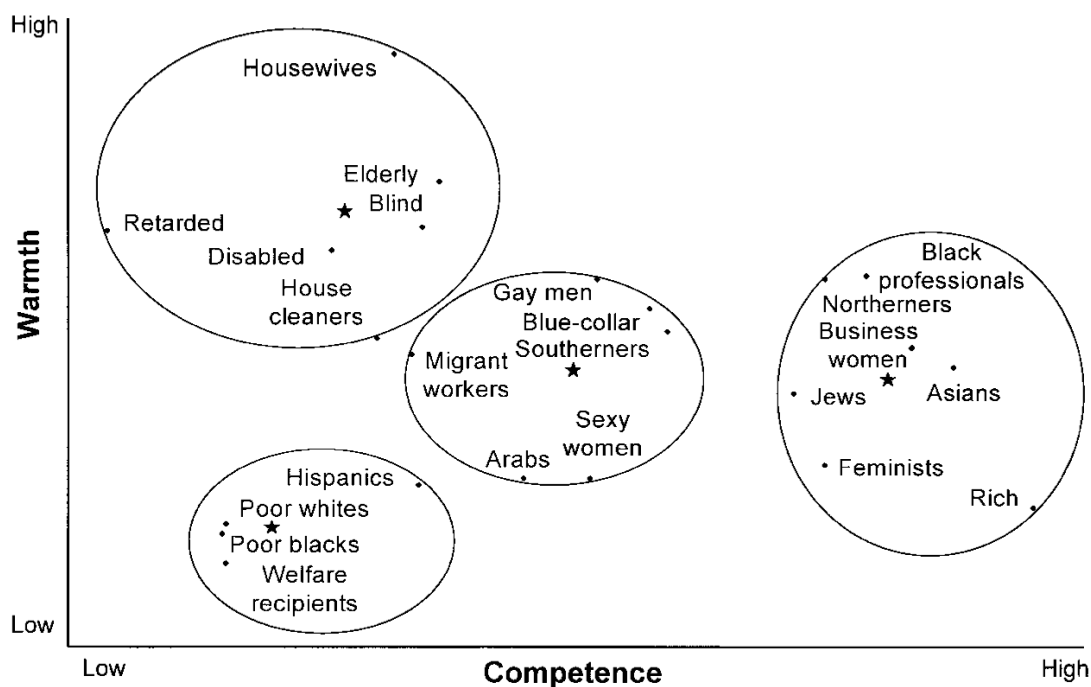 High
Housewives
Elderly
Blind
Retarded
Disabled
House
cleaners
Warmth
Gay men
Blue-collar
Southerners
Migrant
workers
Sexy
women
Arabs
Black
professionals
Northerners
Business
women
Jews
Asians
Feminists
Rich
Hispanics
Poor whites
Poor blacks
Welfare
recipients
Low
Low
Competence
High